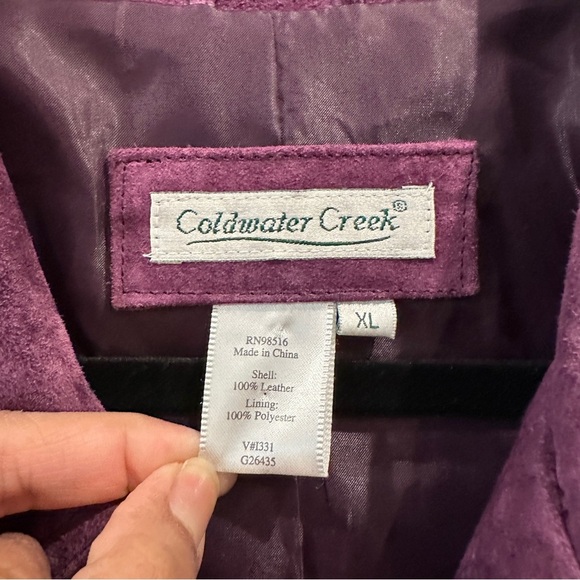 Coldwater Creek®
XL
RN98516
Made in China
Shell:
100% Leather
Lining:
100% Polyester
V#I331
G26435